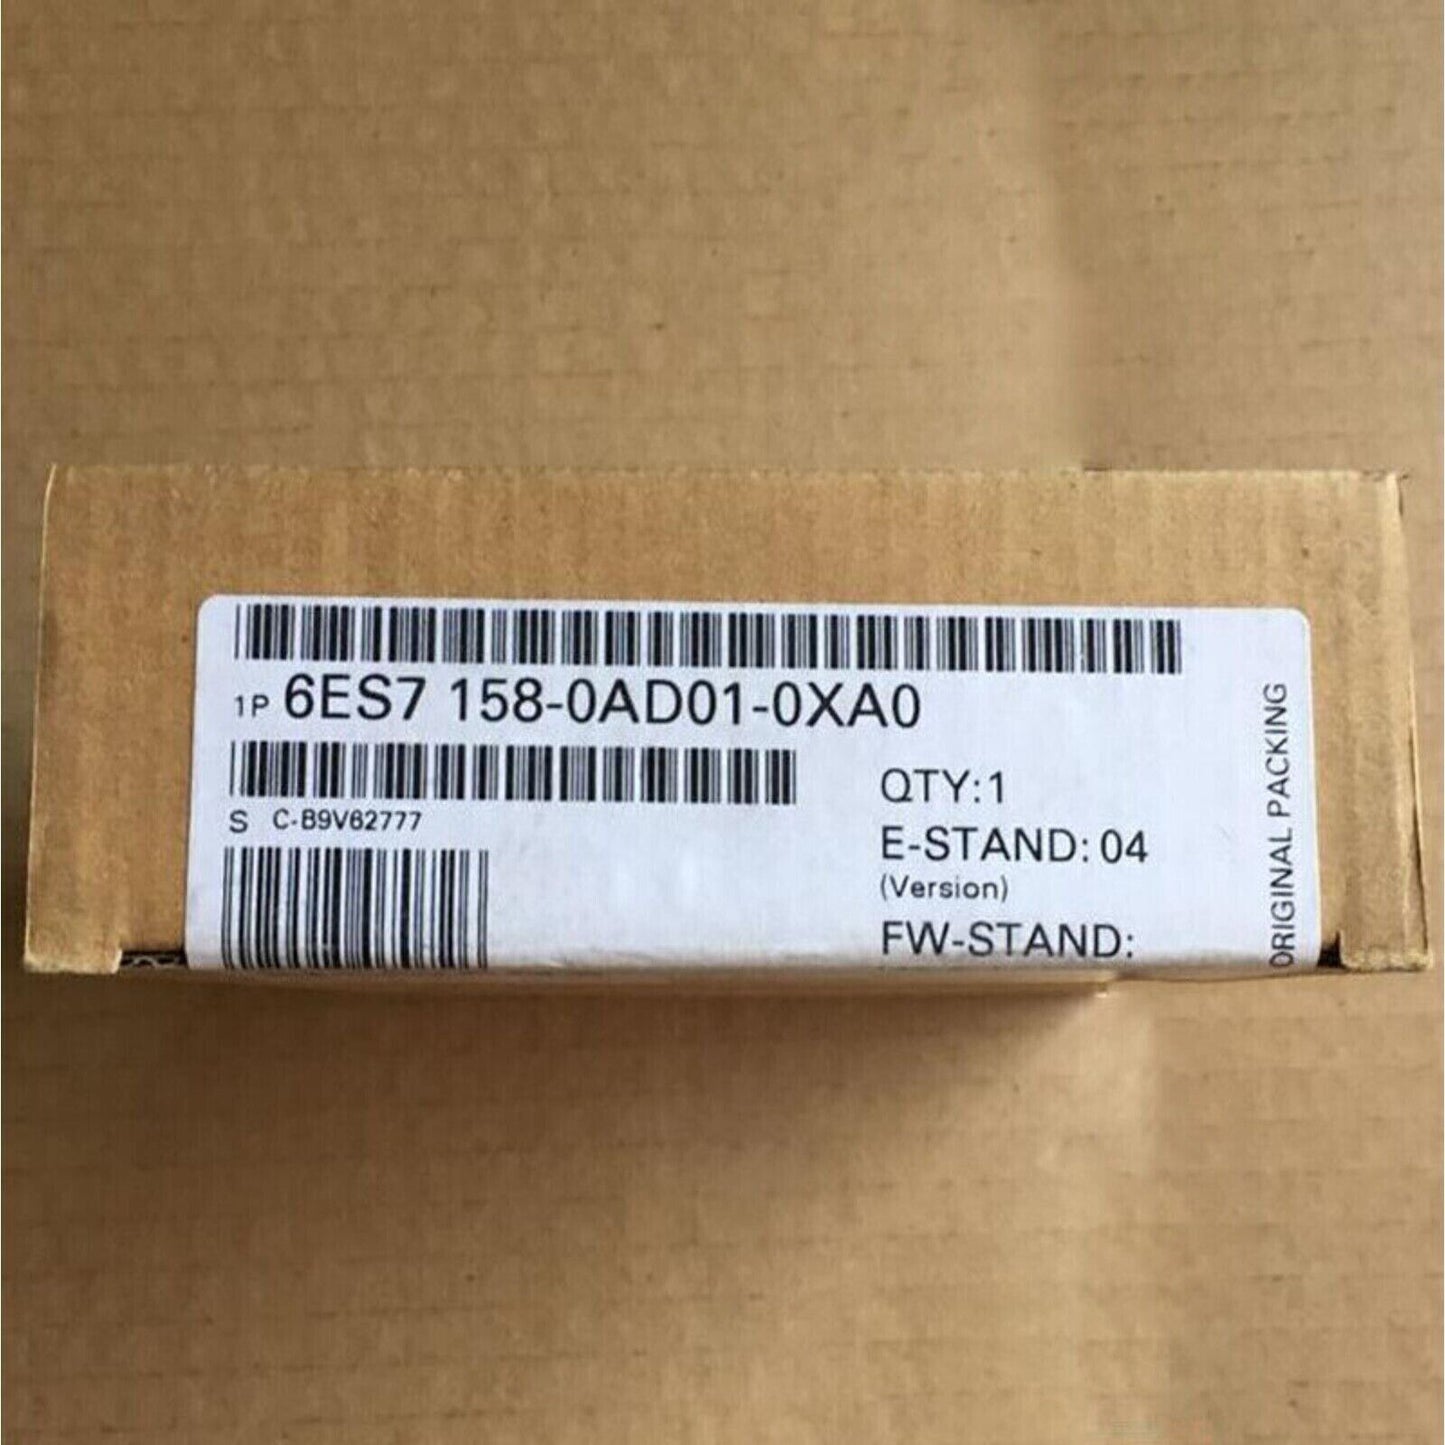 1P 6ES7 158-0AD01-0XA0
S C-B9V62777
QTY:1
E-STAND: 04
(Version)
FW-STAND:
ORIGINAL PACKING